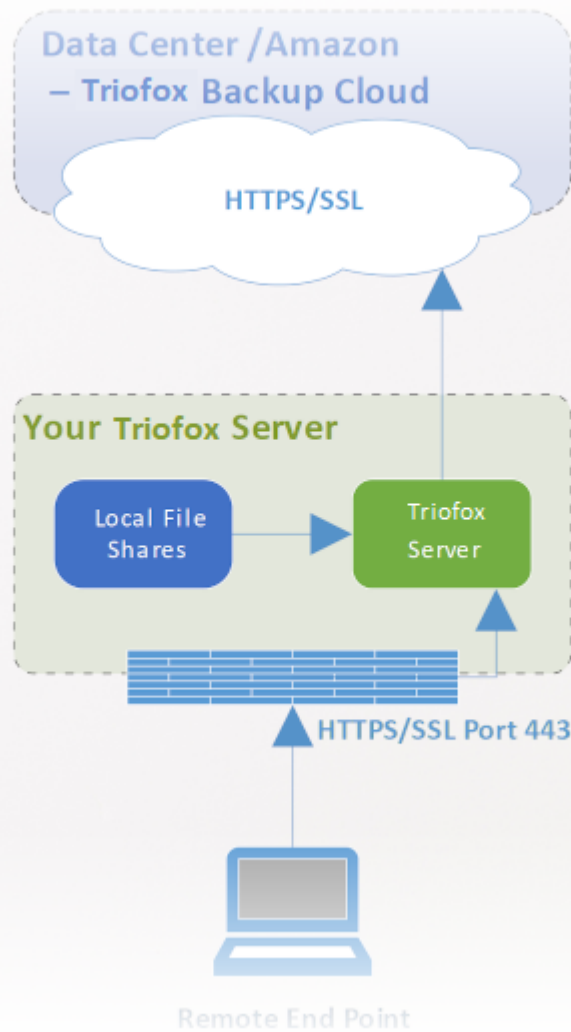 Data Center /Amazon
– Triofox Backup Cloud
HTTPS/SSL
Your Triofox Server
Local File
Shares
Triofox
Server
HTTPS/SSL Port 443
Remote End Point